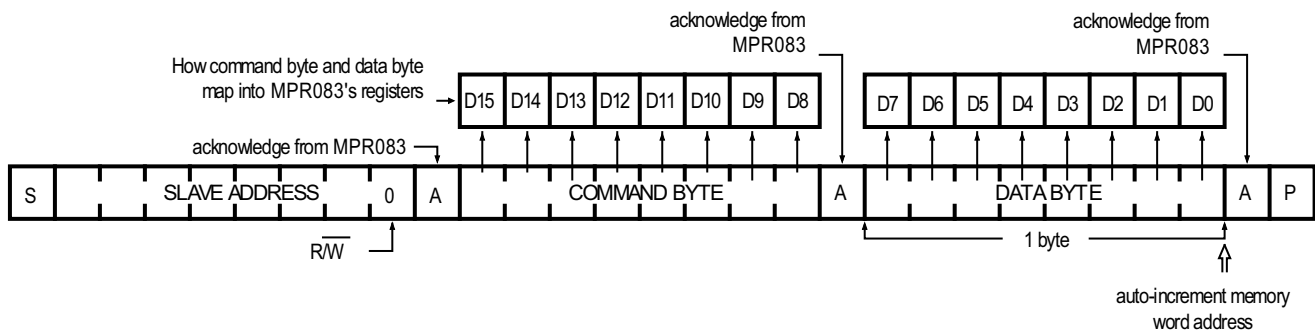 acknowledge from
MPR083
acknowledge from
MPR083
How command byte and data byte
map into MPR083's registers
D15 D14 D13 D12 D11 D10 D9 D8 D7 D6 D5 D4 D3 D2 D1 D0
acknowledge from MPR083
S SLAVE ADDRESS 0 A COMMAND BYTE A DATA BYTE A P
R/W̅
1 byte
auto-increment memory
word address